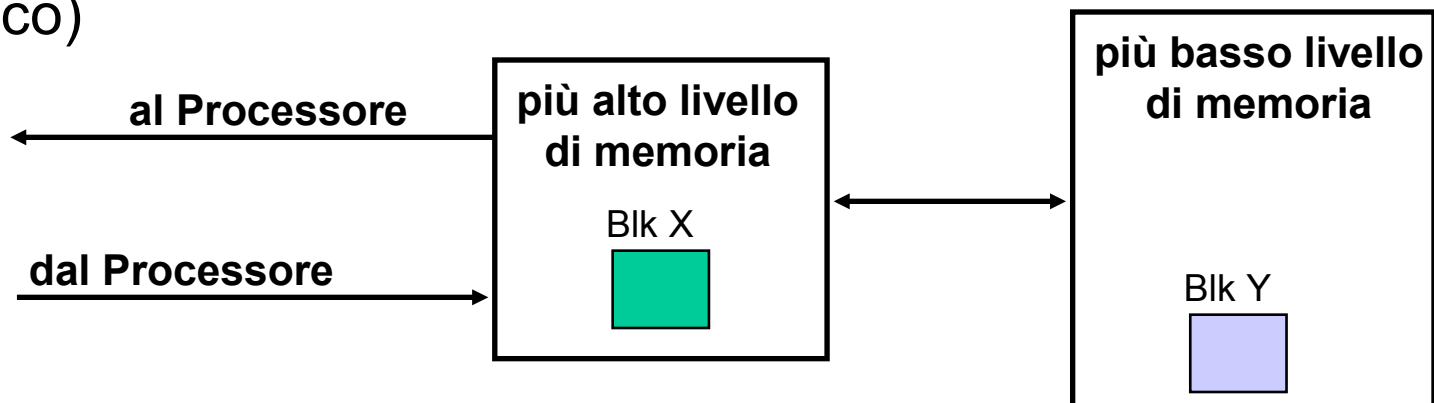 co)
al Processore
dal Processore
più alto livello
di memoria
Blk X
più basso livello
di memoria
Blk Y